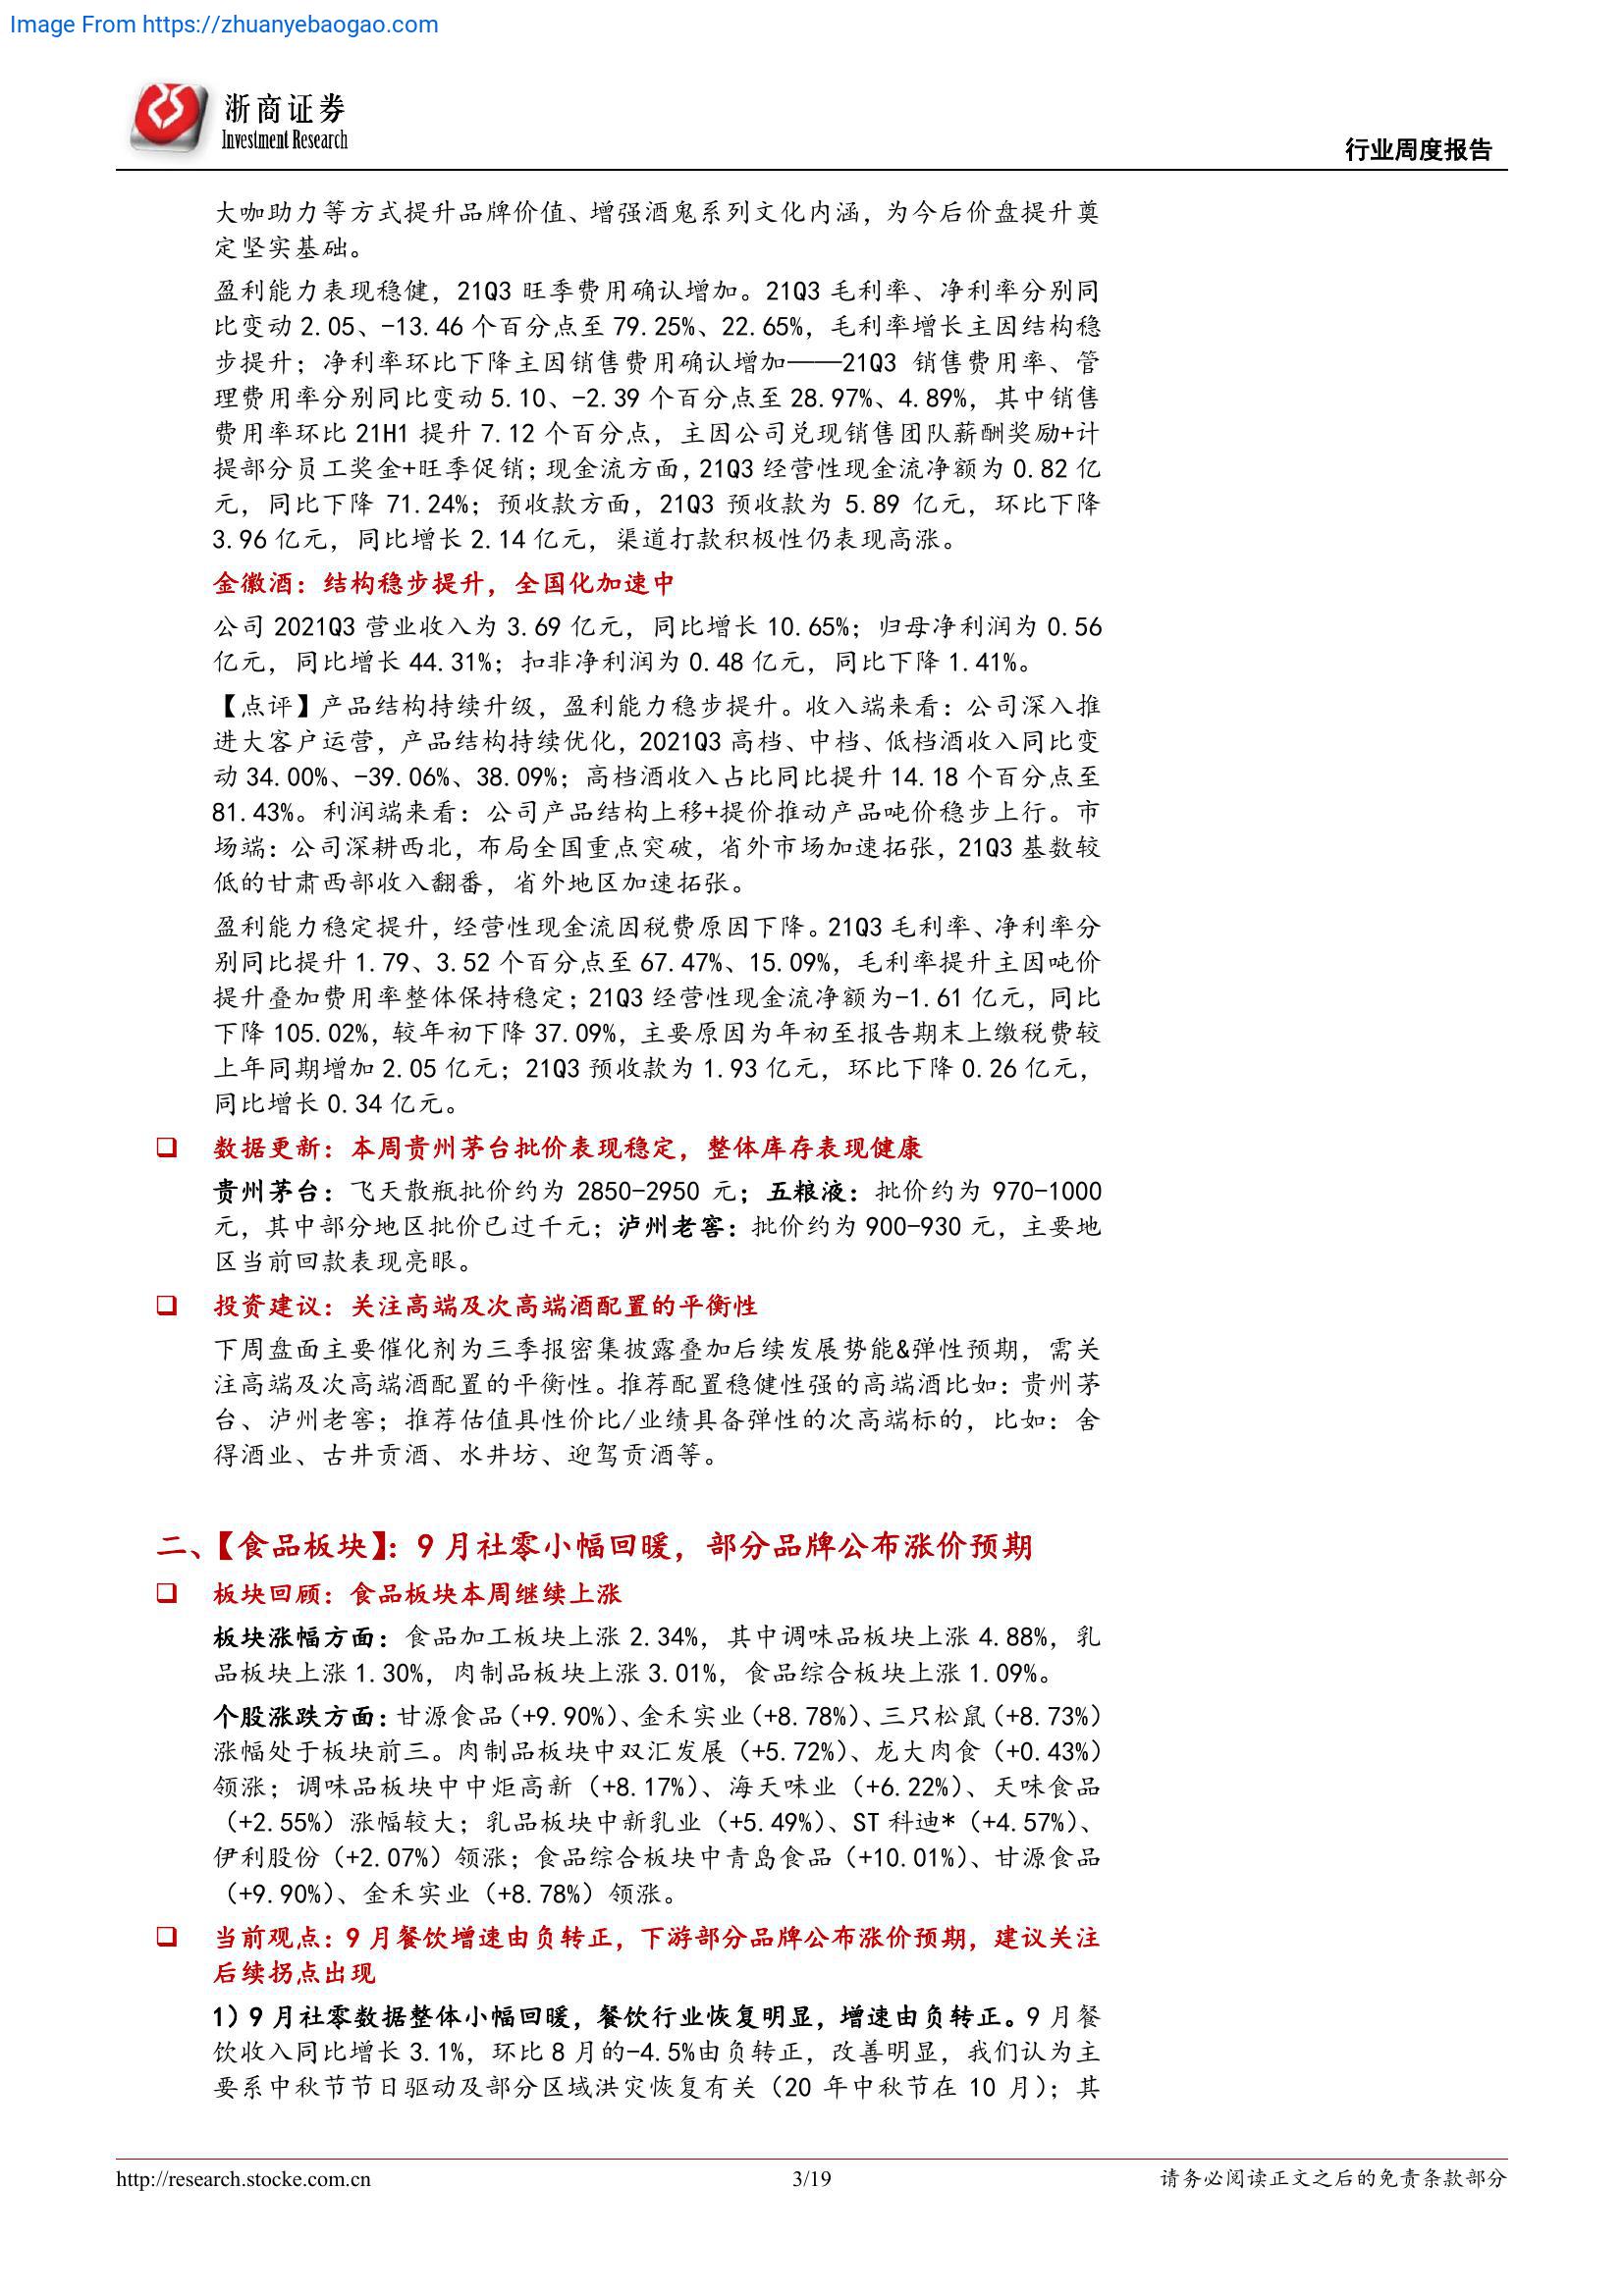 Image From https://zhuanyebaogao.com
浙商证券
Investment Research
行业周度报告
大咖助力等方式提升品牌价值、增强酒鬼系列文化内涵，为今后价盘提升奠
定坚实基础。
盈利能力表现稳健，21Q3 旺季费用确认增加。21Q3 毛利率、净利率分别同
比变动 2.05、-13.46 个百分点至 79.25%、22.65%，毛利率增长主因结构稳
步提升；净利率环比下降主因销售费用确认增加——21Q3 销售费用率、管
理费用率分别同比变动 5.10、-2.39 个百分点至 28.97%、4.89%，其中销售
费用率环比 21H1 提升 7.12 个百分点，主因公司兑现销售团队薪酬奖励+计
提部分员工奖金+旺季促销；现金流方面，21Q3 经营性现金流净额为 0.82 亿
元，同比下降 71.24%；预收款方面，21Q3 预收款为 5.89 亿元，环比下降
3.96 亿元，同比增长 2.14 亿元，渠道打款积极性仍表现高涨。
金徽酒：结构稳步提升，全国化加速中
公司 2021Q3 营业收入为 3.69 亿元，同比增长 10.65%；归母净利润为 0.56
亿元，同比增长 44.31%；扣非净利润为 0.48 亿元，同比下降 1.41%。
【点评】产品结构持续升级，盈利能力稳步提升。收入端来看：公司深入推
进大客户运营，产品结构持续优化，2021Q3 高档、中档、低档酒收入同比变
动 34.00%、-39.06%、38.09%；高档酒收入占比同比提升 14.18 个百分点至
81.43%。利润端来看：公司产品结构上移+提价推动产品吨价稳步上行。市
场端：公司深耕西北，布局全国重点突破，省外市场加速拓张，21Q3 基数较
低的甘肃西部收入翻番，省外地区加速拓张。
盈利能力稳定提升，经营性现金流因税费原因下降。21Q3 毛利率、净利率分
别同比提升 1.79、3.52 个百分点至 67.47%、15.09%，毛利率提升主因吨价
提升叠加费用率整体保持稳定；21Q3 经营性现金流净额为-1.61 亿元，同比
下降 105.02%，较年初下降 37.09%，主要原因为年初至报告期末上缴税费较
上年同期增加 2.05 亿元；21Q3 预收款为 1.93 亿元，环比下降 0.26 亿元，
同比增长 0.34 亿元。
❑ 数据更新：本周贵州茅台批价表现稳定，整体库存表现健康
贵州茅台：飞天散瓶批价约为 2850-2950 元；五粮液：批价约为 970-1000
元，其中部分地区批价已过千元；泸州老窖：批价约为 900-930 元，主要地
区当前回款表现亮眼。
❑ 投资建议：关注高端及次高端酒配置的平衡性
下周盘面主要催化剂为三季报密集披露叠加后续发展势能&弹性预期，需关
注高端及次高端酒配置的平衡性。推荐配置稳健性强的高端酒比如：贵州茅
台、泸州老窖；推荐估值具性价比/业绩具备弹性的次高端标的，比如：舍
得酒业、古井贡酒、水井坊、迎驾贡酒等。
二、【食品板块】：9 月社零小幅回暖，部分品牌公布涨价预期
❑ 板块回顾：食品板块本周继续上涨
板块涨幅方面：食品加工板块上涨 2.34%，其中调味品板块上涨 4.88%，乳
品板块上涨 1.30%，肉制品板块上涨 3.01%，食品综合板块上涨 1.09%。
个股涨跌方面：甘源食品（+9.90%）、金禾实业（+8.78%）、三只松鼠（+8.73%）
涨幅处于板块前三。肉制品板块中双汇发展（+5.72%）、龙大肉食（+0.43%）
领涨；调味品板块中中炬高新（+8.17%）、海天味业（+6.22%）、天味食品
（+2.55%）涨幅较大；乳品板块中新乳业（+5.49%）、ST 科迪*（+4.57%）、
伊利股份（+2.07%）领涨；食品综合板块中青岛食品（+10.01%）、甘源食品
（+9.90%）、金禾实业（+8.78%）领涨。
❑ 当前观点：9 月餐饮增速由负转正，下游部分品牌公布涨价预期，建议关注
后续拐点出现
1）9 月社零数据整体小幅回暖，餐饮行业恢复明显，增速由负转正。9 月餐
饮收入同比增长 3.1%，环比 8 月的-4.5%由负转正，改善明显，我们认为主
要系中秋节节日驱动及部分区域洪灾恢复有关（20 年中秋节在 10 月）；其
http://research.stocke.com.cn
3/19
请务必阅读正文之后的免责条款部分